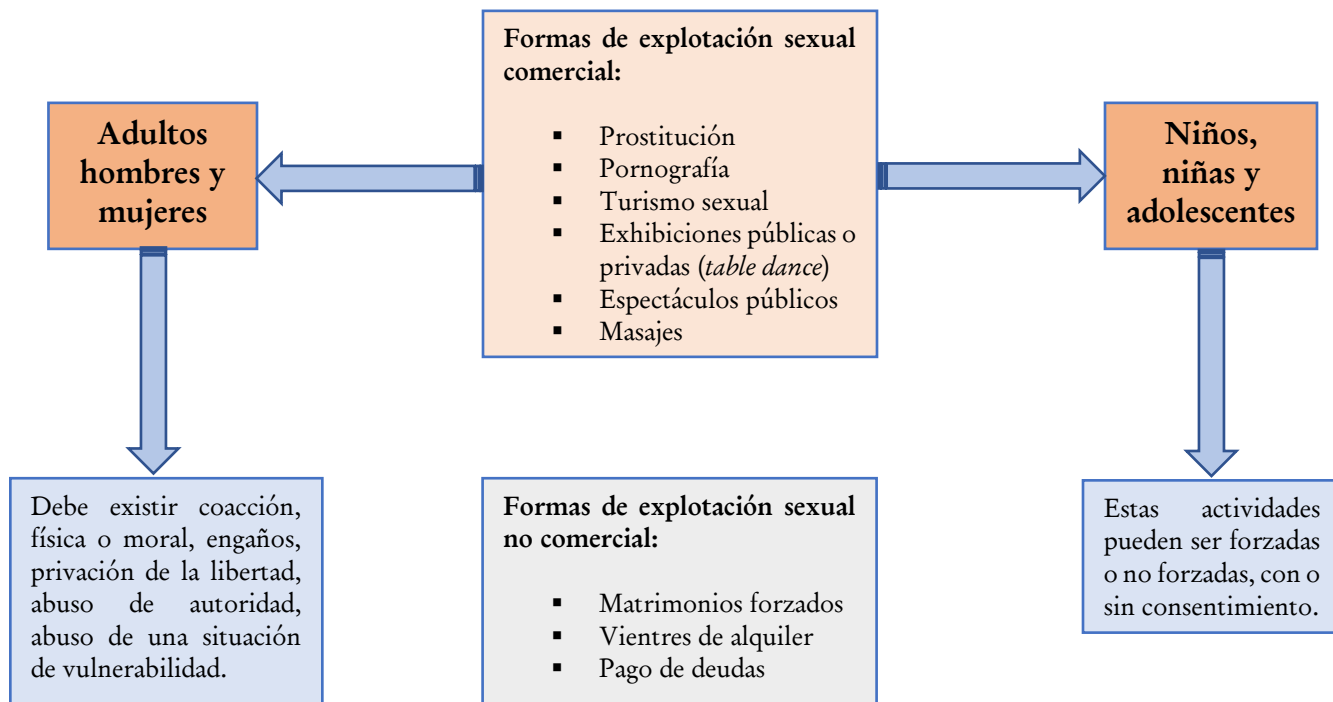 Formas de explotación sexual
comercial:
▪ Prostitución
▪ Pornografía
▪ Turismo sexual
▪ Exhibiciones públicas o
privadas (table dance)
▪ Espectáculos públicos
▪ Masajes
Adultos
hombres y
mujeres
Niños,
niñas y
adolescentes
Debe existir coacción,
física o moral, engaños,
privación de la libertad,
abuso de autoridad,
abuso de una situación
de vulnerabilidad.
Formas de explotación sexual
no comercial:
▪ Matrimonios forzados
▪ Vientres de alquiler
▪ Pago de deudas
Estas actividades
pueden ser forzadas
o no forzadas, con o
sin consentimiento.